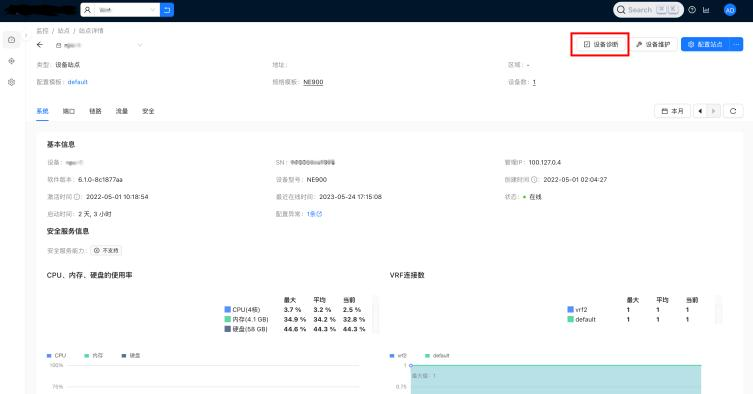 Search ⌘ K AD
监控 / 站点 / 站点详情
设备诊断 设备维护 配置站点 ...
类型: 设备站点 地址: 区域: -
配置模板: default 规格模板: NE900 设备数: 1
系统 端口 链路 流量 安全 本月
基本信息
设备: SN: 管理IP: 100.127.0.4
软件版本: 6.1.0-8c1877aa 设备型号: NE900 创建时间: 2022-05-01 02:04:27
激活时间: 2022-05-01 10:18:54 最近在线时间: 2023-05-24 17:15:08 状态: 在线
启动时间: 2 天, 3 小时 配置异常: 1条
安全服务信息
安全服务能力: 不支持
CPU、内存、硬盘的使用率 VRF连接数
最大 平均 当前 最大 平均 当前
CPU(4核) 3.7 % 3.2 % 2.5 % vrf2 1 1 1
内存(4.1 GB) 34.9 % 34.2 % 32.8 % default 1 1 1
硬盘(58 GB) 44.6 % 44.3 % 44.3 %
CPU 内存 硬盘 vrf2 default
100% 1
最大值: 1
75% 0.75